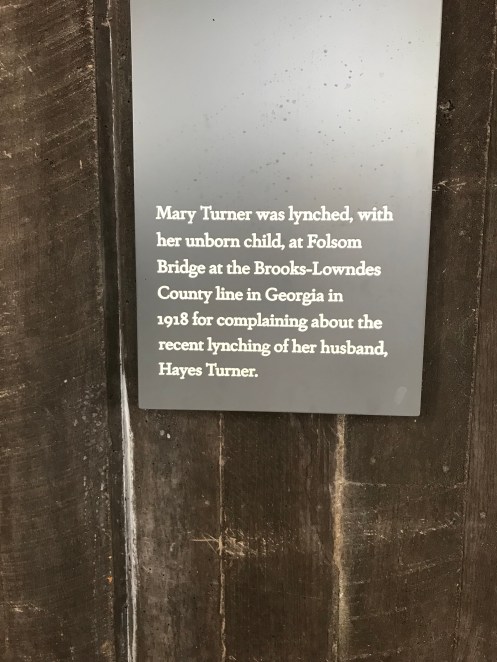 Mary Turner was lynched, with
her unborn child, at Folsom
Bridge at the Brooks-Lowndes
County line in Georgia in
1918 for complaining about the
recent lynching of her husband,
Hayes Turner.